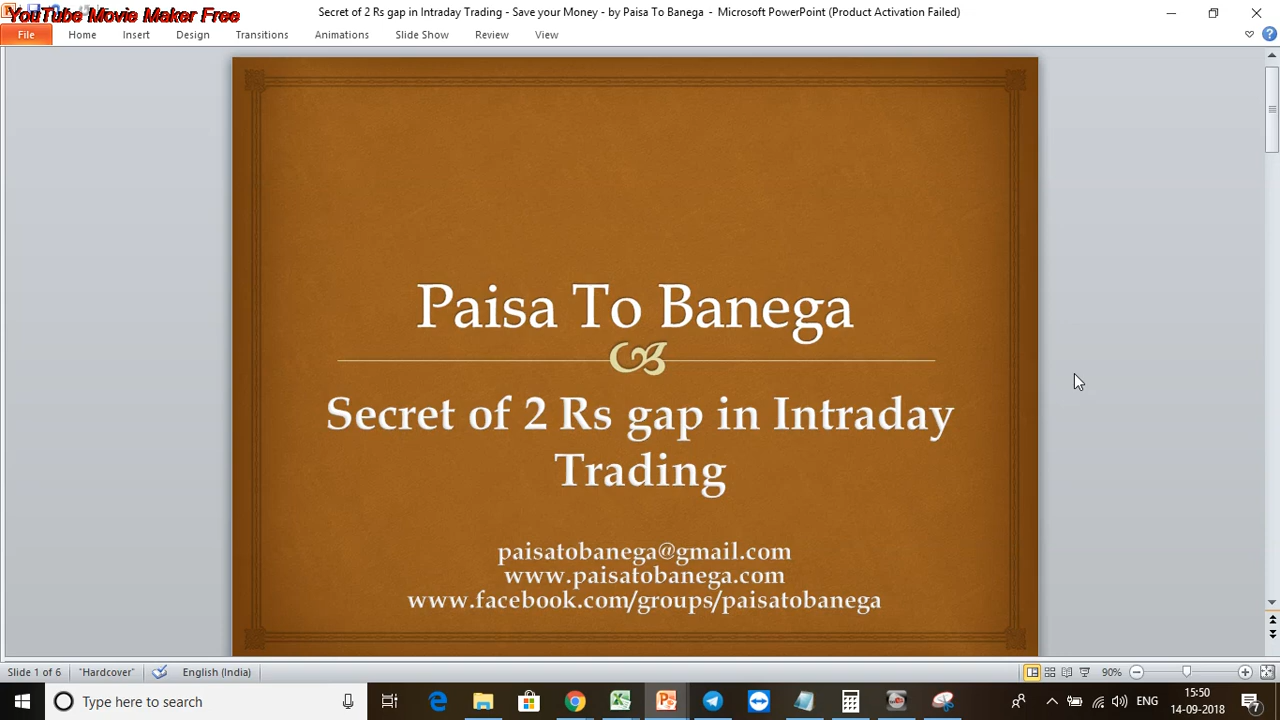 YouTube Movie Maker Free
Secret of 2 Rs gap in Intraday Trading - Save your Money - by Paisa To Banega - Microsoft PowerPoint (Product Activation Failed)
File Home Insert Design Transitions Animations Slide Show Review View
Paisa To Banega
Secret of 2 Rs gap in Intraday
Trading
paisatobanega@gmail.com
www.paisatobanega.com
www.facebook.com/groups/paisatobanega
Slide 1 of 6 "Hardcover" English (India) 90%
Type here to search
ENG
15:50
14-09-2018
7